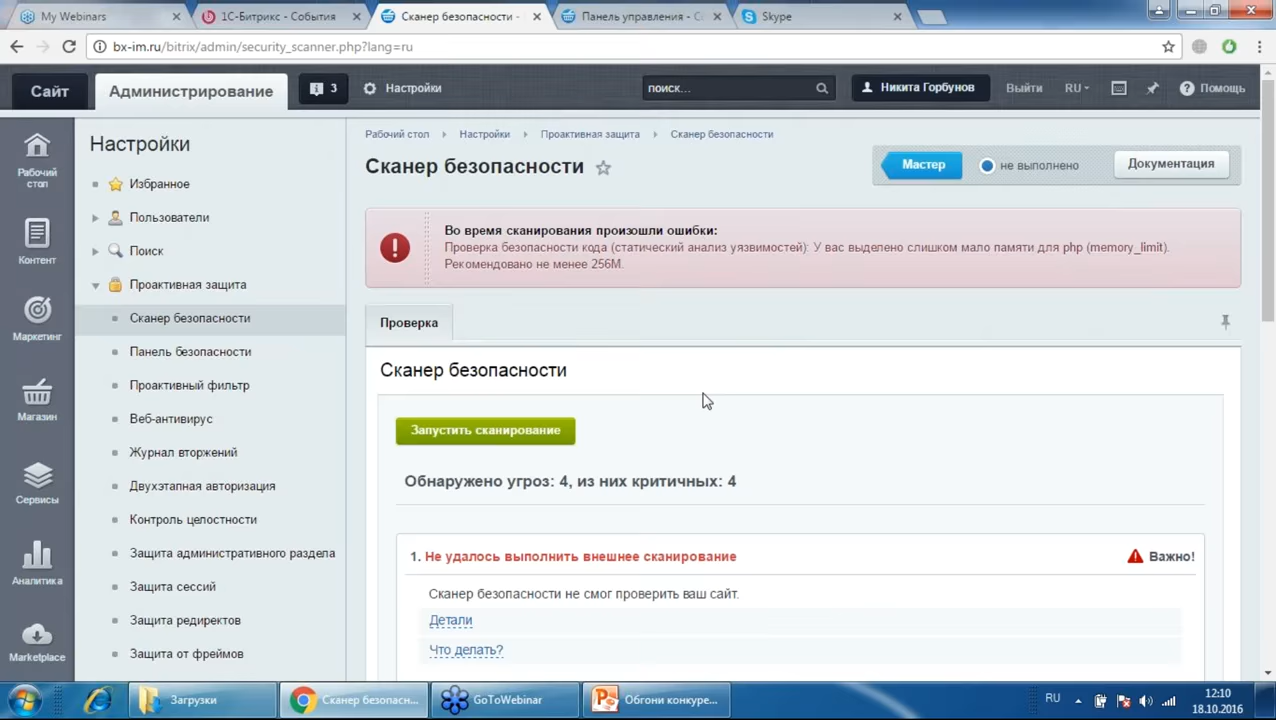 My Webinars
1С-Битрикс - События
Сканер безопасности -
Панель управления - С
Skype
bx-im.ru/bitrix/admin/security_scanner.php?lang=ru
Сайт
Администрирование
3
Настройки
поиск...
Никита Горбунов
Выйти
RU
Помощь
Рабочий стол
Контент
Маркетинг
Магазин
Сервисы
Аналитика
Marketplace
Настройки
Избранное
Пользователи
Поиск
Проактивная защита
Сканер безопасности
Панель безопасности
Проактивный фильтр
Веб-антивирус
Журнал вторжений
Двухэтапная авторизация
Контроль целостности
Защита административного раздела
Защита сессий
Защита редиректов
Защита от фреймов
Рабочий стол Настройки Проактивная защита Сканер безопасности
Сканер безопасности
Мастер
не выполнено
Документация
Во время сканирования произошли ошибки:
Проверка безопасности кода (статический анализ уязвимостей): У вас выделено слишком мало памяти для php (memory_limit).
Рекомендовано не менее 256M.
Проверка
Сканер безопасности
Запустить сканирование
Обнаружено угроз: 4, из них критичных: 4
1. Не удалось выполнить внешнее сканирование
Важно!
Сканер безопасности не смог проверить ваш сайт.
Детали
Что делать?
Загрузки
Сканер безопасн...
GoToWebinar
Обгони конкуре...
RU
12:10
18.10.2016